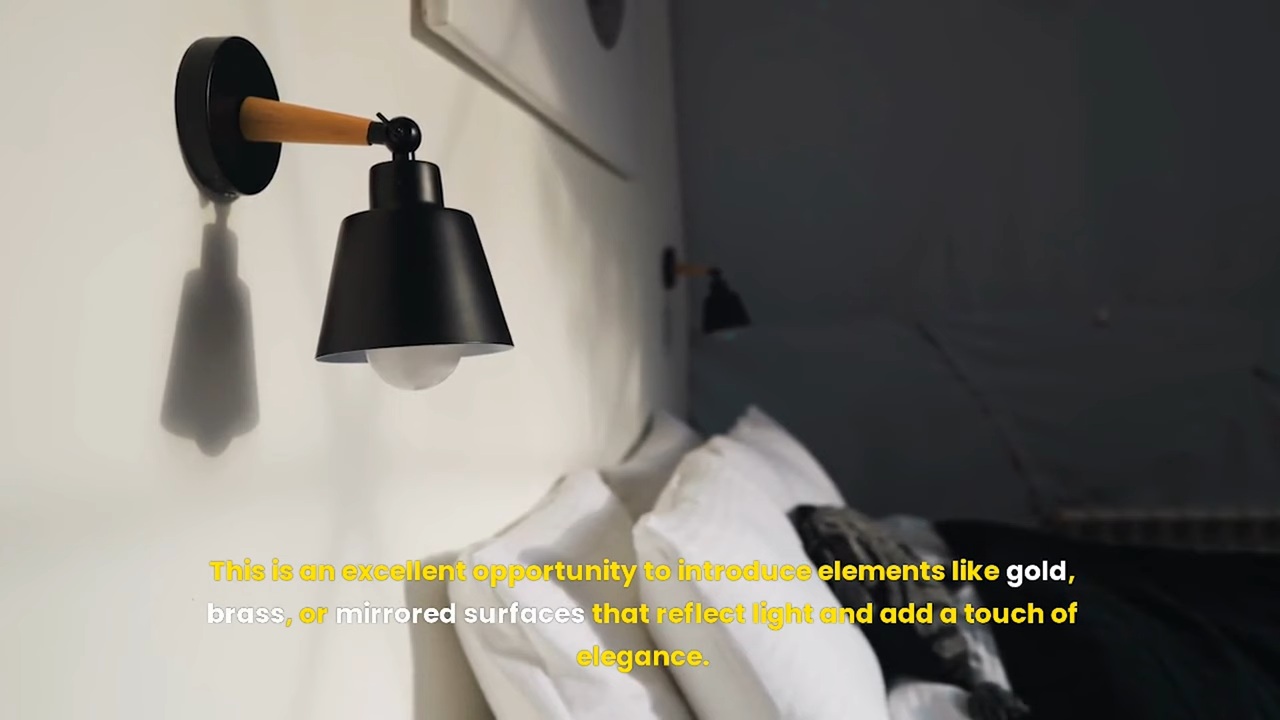 This is an excellent opportunity to introduce elements like gold,
brass, or mirrored surfaces that reflect light and add a touch of
elegance.